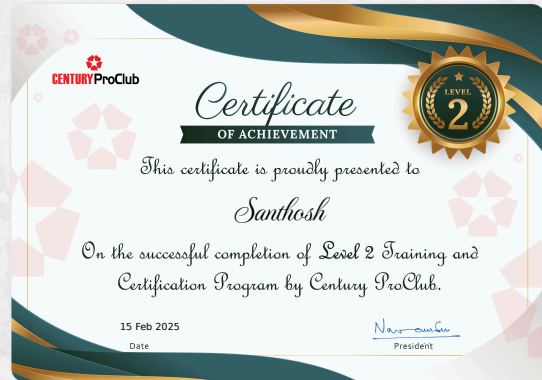 CENTURY ProClub
Certificate
OF ACHIEVEMENT
LEVEL
2
This certificate is proudly presented to
Santhosh
On the successful completion of Level 2 Training and
Certification Program by Century ProClub.
15 Feb 2025
Date
President